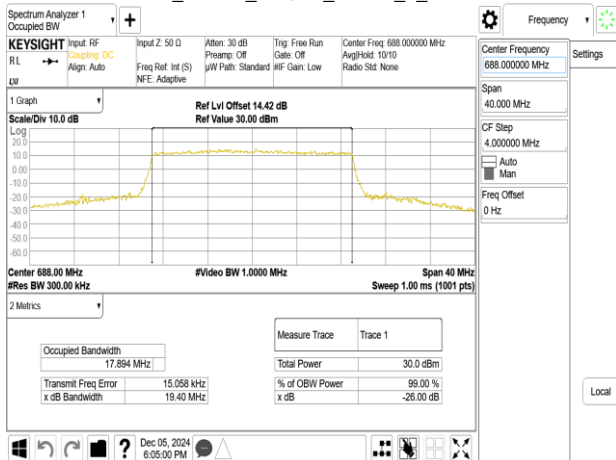 Spectrum Analyzer 1
Occupied BW
Frequency
KEYSIGHT
RL
Input: RF
Coupling: DC
Align: Auto
Input Z: 50 Ω
Freq Ref: Int (S)
NFE: Adaptive
Atten: 30 dB
Preamp: Off
µW Path: Standard
Trig: Free Run
Gate: Off
#IF Gain: Low
Center Freq: 688.000000 MHz
Avg|Hold: 10/10
Radio Std: None
1 Graph
Scale/Div 10.0 dB
Ref Lvl Offset 14.42 dB
Ref Value 30.00 dBm
Log
20.0
10.0
0.00
-10.0
-20.0
-30.0
-40.0
-50.0
-60.0
Center 688.00 MHz
#Res BW 300.00 kHz
#Video BW 1.0000 MHz
Span 40 MHz
Sweep 1.00 ms (1001 pts)
2 Metrics
Occupied Bandwidth
17.894 MHz
Transmit Freq Error 15.058 kHz
x dB Bandwidth 19.40 MHz
Measure Trace Trace 1
Total Power 30.0 dBm
% of OBW Power 99.00 %
x dB -26.00 dB
Center Frequency
688.000000 MHz
Span
40.000 MHz
CF Step
4.000000 MHz
Auto
Man
Freq Offset
0 Hz
Settings
Local
?
Dec 05, 2024
6:05:00 PM